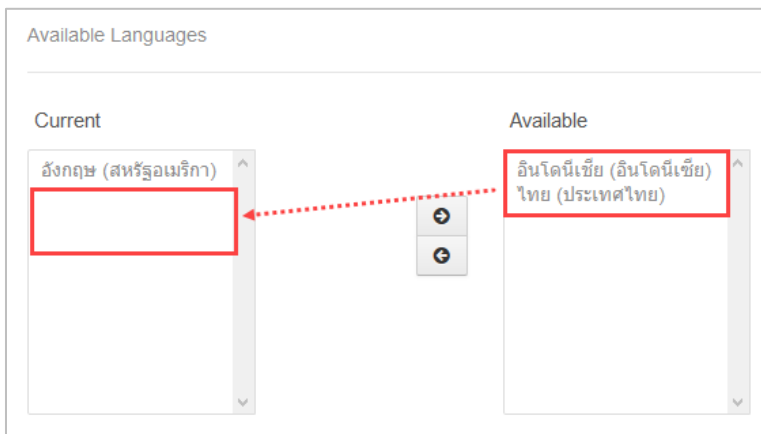 Available Languages
Current
Available
อังกฤษ (สหรัฐอเมริกา)
อินโดนีเซีย (อินโดนีเซีย)
ไทย (ประเทศไทย)